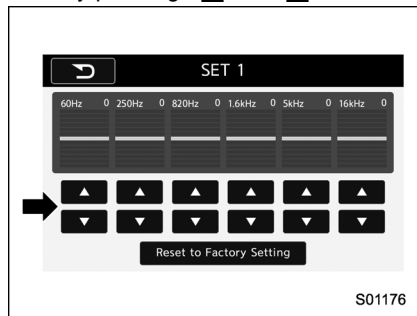 SET 1
60Hz 0 250Hz 0 820Hz 0 1.6kHz 0 5kHz 0 16kHz 0
Reset to Factory Setting
S01176